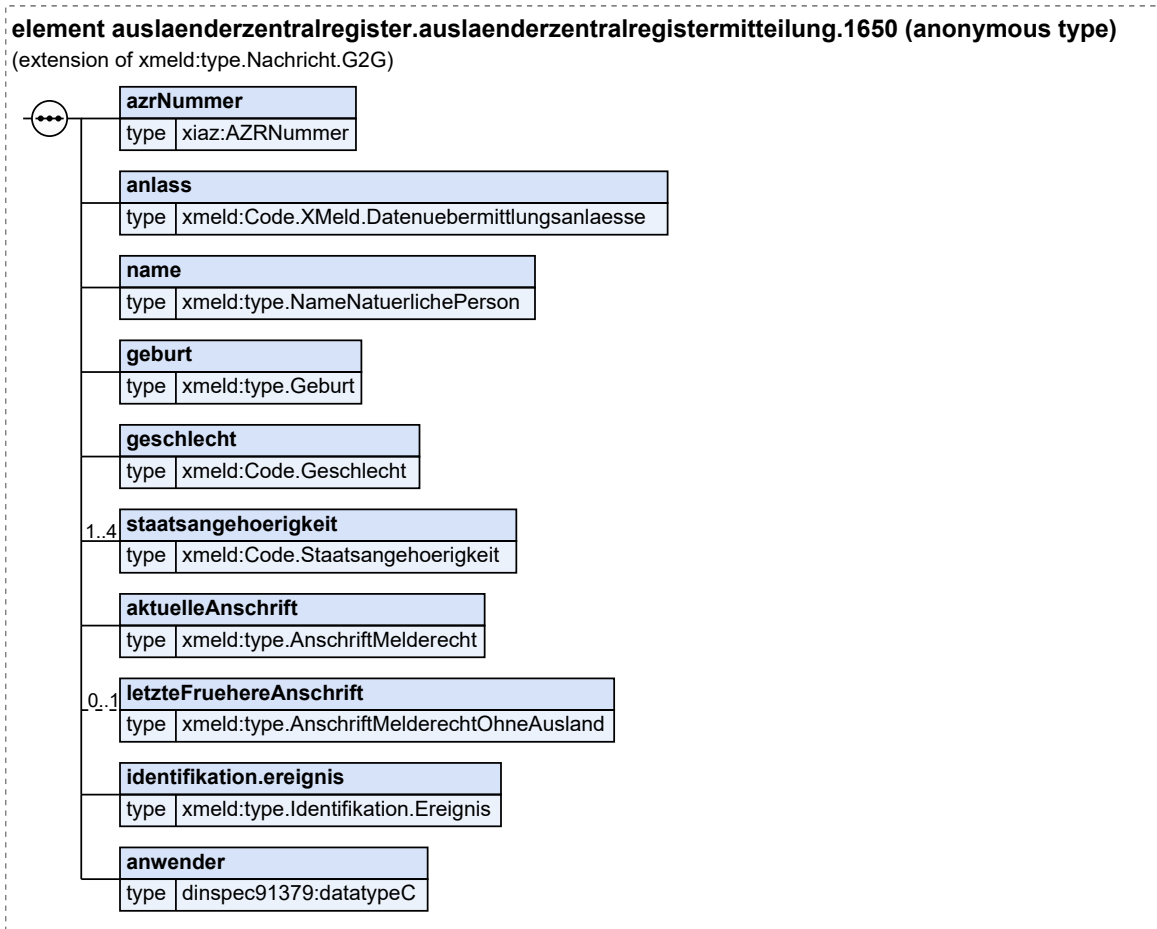 element auslaenderzentralregister.auslaenderzentralregistermitteilung.1650 (anonymous type)
(extension of xmeld:type.Nachricht.G2G)
azrNummer
type xiaz:AZRNummer
anlass
type xmeld:Code.XMeld.Datenuebermittlungsanlaesse
name
type xmeld:type.NameNatuerlichePerson
geburt
type xmeld:type.Geburt
geschlecht
type xmeld:Code.Geschlecht
1..4 staatsangehoerigkeit
type xmeld:Code.Staatsangehoerigkeit
aktuelleAnschrift
type xmeld:type.AnschriftMelderecht
0..1 letzteFruehereAnschrift
type xmeld:type.AnschriftMelderechtOhneAusland
identifikation.ereignis
type xmeld:type.Identifikation.Ereignis
anwender
type dinspec91379:datatypeC